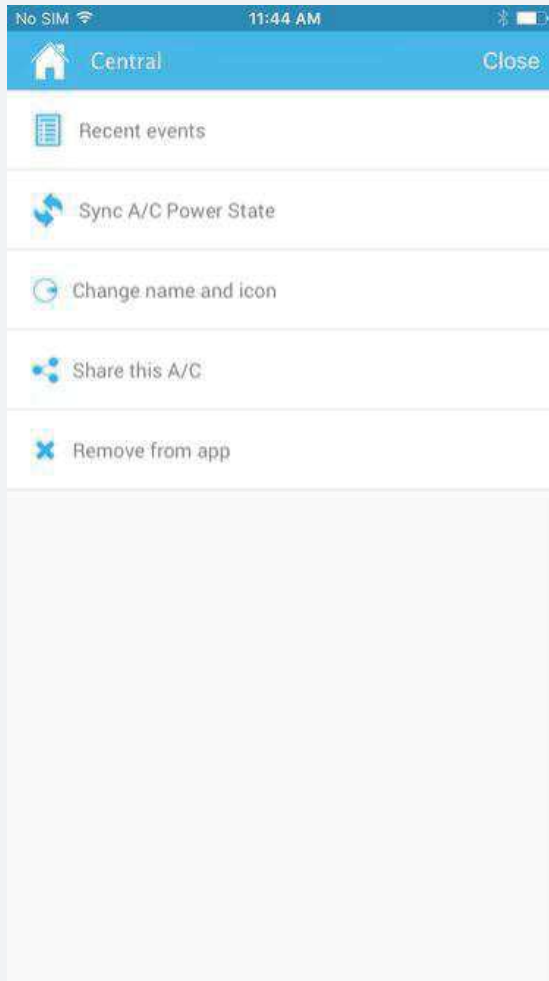 No SIM 11:44 AM
Central Close
Recent events
Sync A/C Power State
Change name and icon
Share this A/C
Remove from app